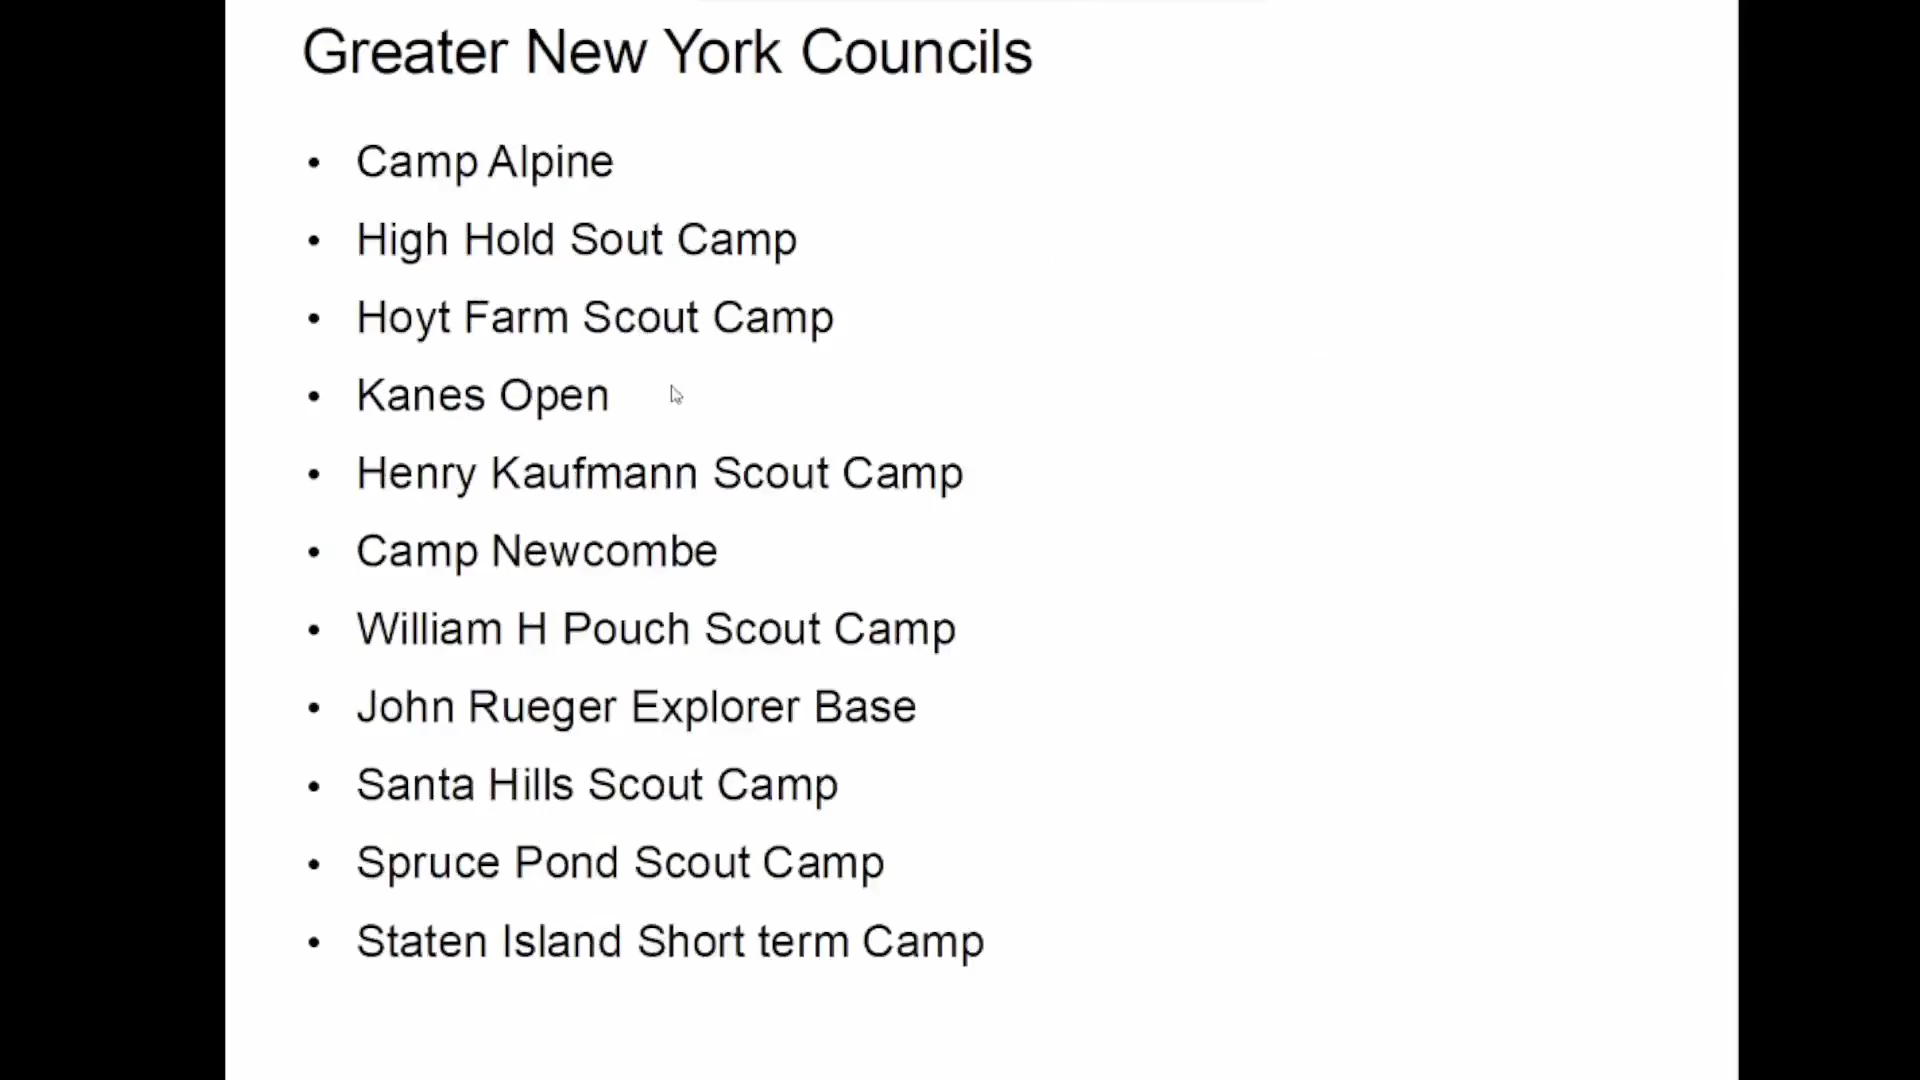 Greater New York Councils
• Camp Alpine
• High Hold Sout Camp
• Hoyt Farm Scout Camp
• Kanes Open
• Henry Kaufmann Scout Camp
• Camp Newcombe
• William H Pouch Scout Camp
• John Rueger Explorer Base
• Santa Hills Scout Camp
• Spruce Pond Scout Camp
• Staten Island Short term Camp